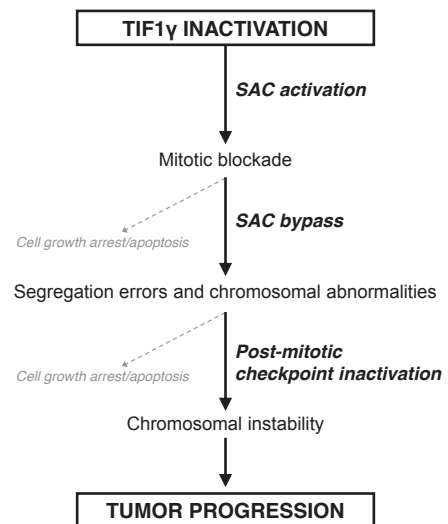 TIF1γ INACTIVATION
SAC activation
Mitotic blockade
SAC bypass
Cell growth arrest/apoptosis
Segregation errors and chromosomal abnormalities
Post-mitotic
checkpoint inactivation
Cell growth arrest/apoptosis
Chromosomal instability
TUMOR PROGRESSION